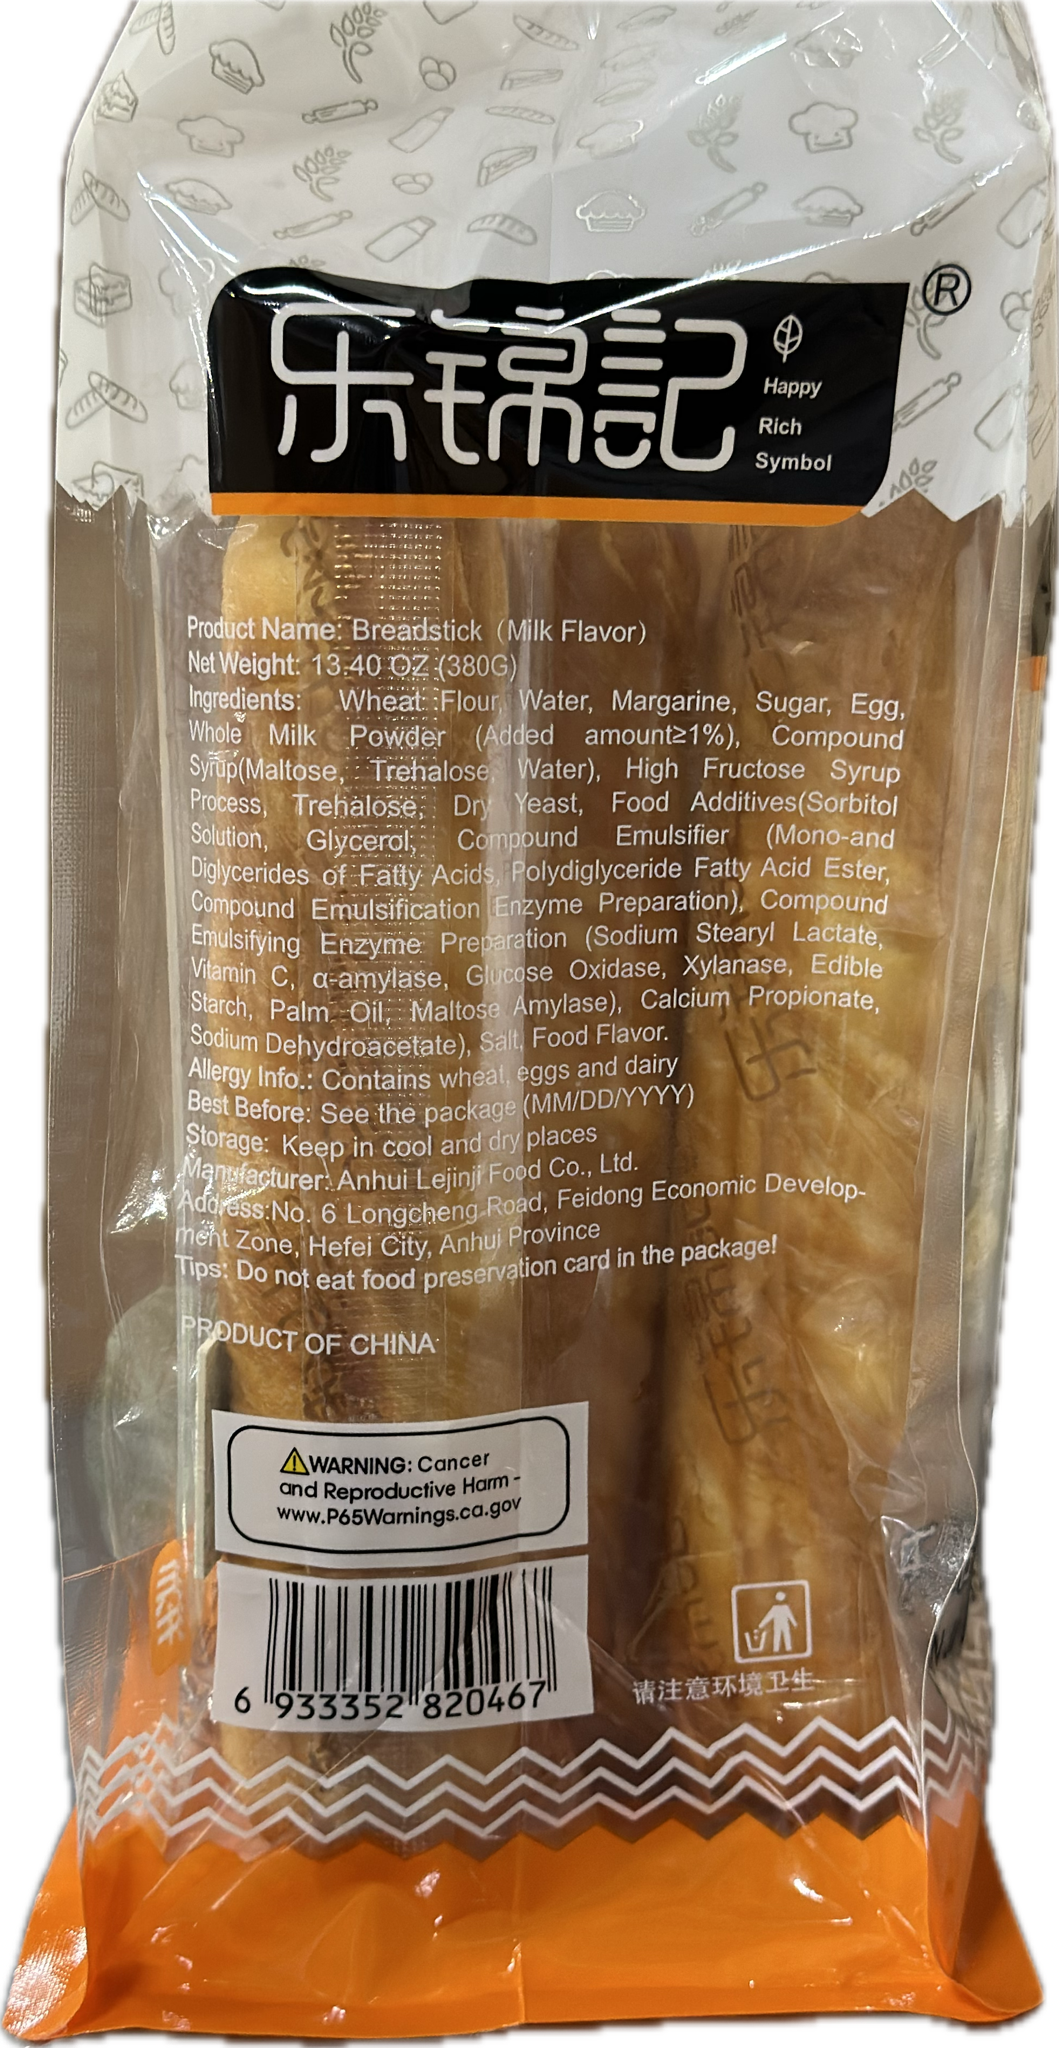 乐锦記
®
Happy
Rich
Symbol
Product Name: Breadstick（Milk Flavor）
Net Weight: 13.40 OZ (380G)
Ingredients: Wheat Flour, Water, Margarine, Sugar, Egg,
Whole Milk Powder (Added amount≥1%), Compound
Syrup(Maltose, Trehalose, Water), High Fructose Syrup
Process, Trehalose, Dry Yeast, Food Additives(Sorbitol
Solution, Glycerol, Compound Emulsifier (Mono-and
Diglycerides of Fatty Acids, Polydiglyceride Fatty Acid Ester,
Compound Emulsification Enzyme Preparation), Compound
Emulsifying Enzyme Preparation (Sodium Stearyl Lactate,
Vitamin C, α-amylase, Glucose Oxidase, Xylanase, Edible
Starch, Palm Oil, Maltose Amylase), Calcium Propionate,
Sodium Dehydroacetate), Salt, Food Flavor.
Allergy Info.: Contains wheat, eggs and dairy
Best Before: See the package (MM/DD/YYYY)
Storage: Keep in cool and dry places
Manufacturer: Anhui Lejinji Food Co., Ltd.
Address:No. 6 Longcheng Road, Feidong Economic Develop-
ment Zone, Hefei City, Anhui Province
Tips: Do not eat food preservation card in the package!
PRODUCT OF CHINA
WARNING: Cancer
and Reproductive Harm -
www.P65Warnings.ca.gov
6 933352 820467
请注意环境卫生